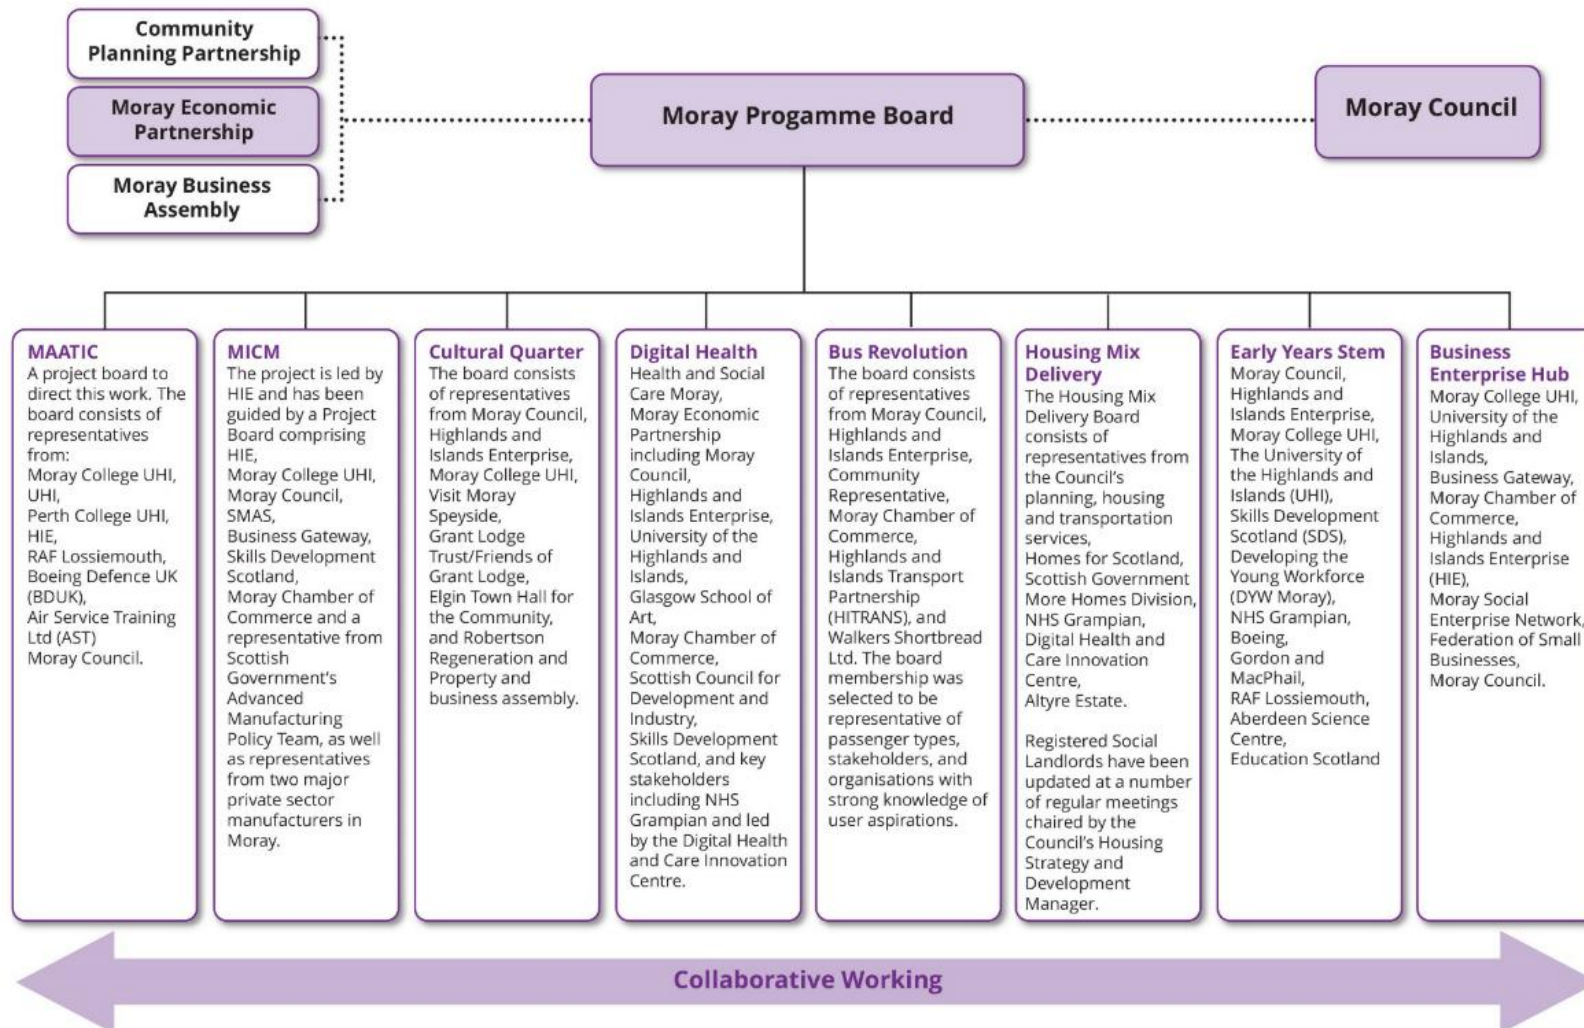 Community
Planning Partnership
Moray Economic
Partnership
Moray Business
Assembly
Moray Progamme Board
Moray Council
MAATIC
A project board to
direct this work. The
board consists of
representatives
from:
Moray College UHI,
UHI,
Perth College UHI,
HIE,
RAF Lossiemouth,
Boeing Defence UK
(BDUK),
Air Service Training
Ltd (AST)
Moray Council.
MICM
The project is led by
HIE and has been
guided by a Project
Board comprising
HIE,
Moray College UHI,
Moray Council,
SMAS,
Business Gateway,
Skills Development
Scotland,
Moray Chamber of
Commerce and a
representative from
Scottish
Government's
Advanced
Manufacturing
Policy Team, as well
as representatives
from two major
private sector
manufacturers in
Moray.
Cultural Quarter
The board consists
of representatives
from Moray Council,
Highlands and
Islands Enterprise,
Moray College UHI,
Visit Moray
Speyside,
Grant Lodge
Trust/Friends of
Grant Lodge,
Elgin Town Hall for
the Community,
and Robertson
Regeneration and
Property and
business assembly.
Digital Health
Health and Social
Care Moray,
Moray Economic
Partnership
including Moray
Council,
Highlands and
Islands Enterprise,
University of the
Highlands and
Islands,
Glasgow School of
Art,
Moray Chamber of
Commerce,
Scottish Council for
Development and
Industry,
Skills Development
Scotland, and key
stakeholders
including NHS
Grampian and led
by the Digital Health
and Care Innovation
Centre.
Bus Revolution
The board consists
of representatives
from Moray Council,
Highlands and
Islands Enterprise,
Community
Representative,
Moray Chamber of
Commerce,
Highlands and
Islands Transport
Partnership
(HITRANS), and
Walkers Shortbread
Ltd. The board
membership was
selected to be
representative of
passenger types,
stakeholders, and
organisations with
strong knowledge of
user aspirations.
Housing Mix
Delivery
The Housing Mix
Delivery Board
consists of
representatives from
the Council's
planning, housing
and transportation
services,
Homes for Scotland,
Scottish Government
More Homes Division,
NHS Grampian,
Digital Health and
Care Innovation
Centre,
Altyre Estate.
Registered Social
Landlords have been
updated at a number
of regular meetings
chaired by the
Council's Housing
Strategy and
Development
Manager.
Early Years Stem
Moray Council,
Highlands and
Islands Enterprise,
Moray College UHI,
The University of
the Highlands and
Islands (UHI),
Skills Development
Scotland (SDS),
Developing the
Young Workforce
(DYW Moray),
NHS Grampian,
Boeing,
Gordon and
MacPhail,
RAF Lossiemouth,
Aberdeen Science
Centre,
Education Scotland
Business
Enterprise Hub
Moray College UHI,
University of the
Highlands and
Islands,
Business Gateway,
Moray Chamber of
Commerce,
Highlands and
Islands Enterprise
(HIE),
Moray Social
Enterprise Network,
Federation of Small
Businesses,
Moray Council.
Collaborative Working